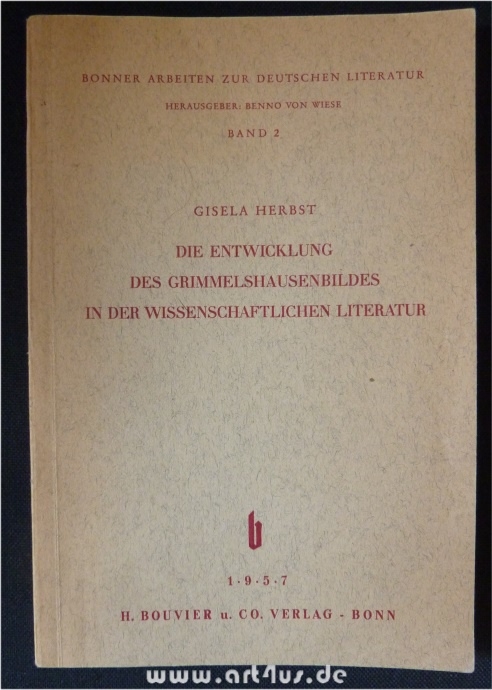 BONNER ARBEITEN ZUR DEUTSCHEN LITERATUR
HERAUSGEBER: BENNO VON WIESE
BAND 2
GISELA HERBST
DIE ENTWICKLUNG
DES GRIMMELSHAUSENBILDES
IN DER WISSENSCHAFTLICHEN LITERATUR
b
1·9·5·7
H. BOUVIER u. CO. VERLAG - BONN
www.art4us.de